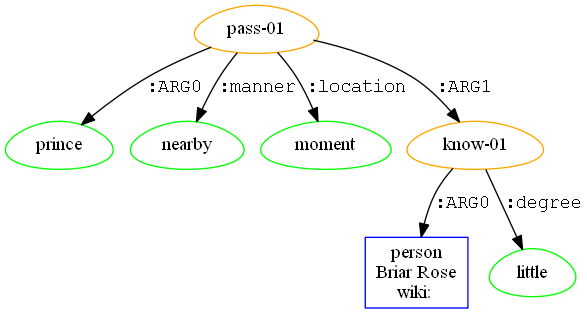 pass-01
:ARG0
:manner
:location
:ARG1
prince
nearby
moment
know-01
:ARG0
:degree
person
Briar Rose
wiki:
little